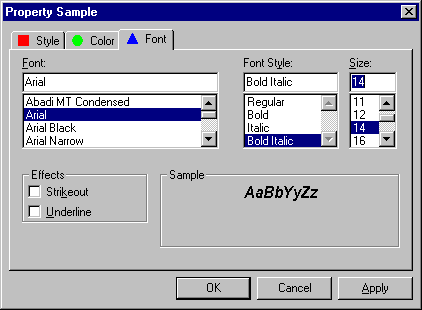 Property Sample
Style Color Font
Font: Font Style: Size:
Arial Bold Italic 14
Abadi MT Condensed Regular 11
Arial Bold 12
Arial Black Italic 14
Arial Narrow Bold Italic 16
Effects Sample
Strikeout AaBbYyZz
Underline
OK Cancel Apply